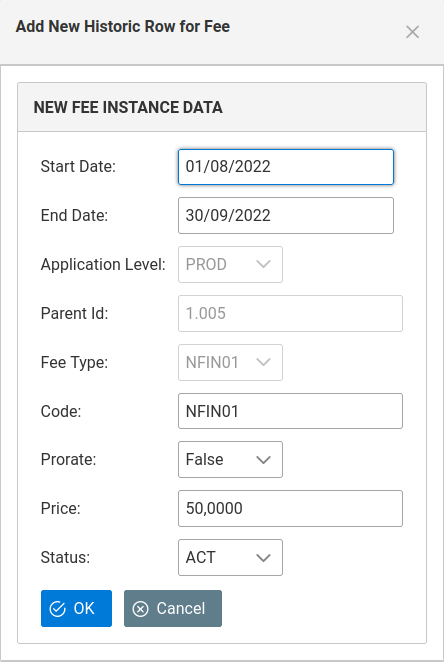 Add New Historic Row for Fee
NEW FEE INSTANCE DATA
Start Date: 01/08/2022
End Date: 30/09/2022
Application Level: PROD
Parent Id: 1.005
Fee Type: NFIN01
Code: NFIN01
Prorate: False
Price: 50,0000
Status: ACT
OK Cancel